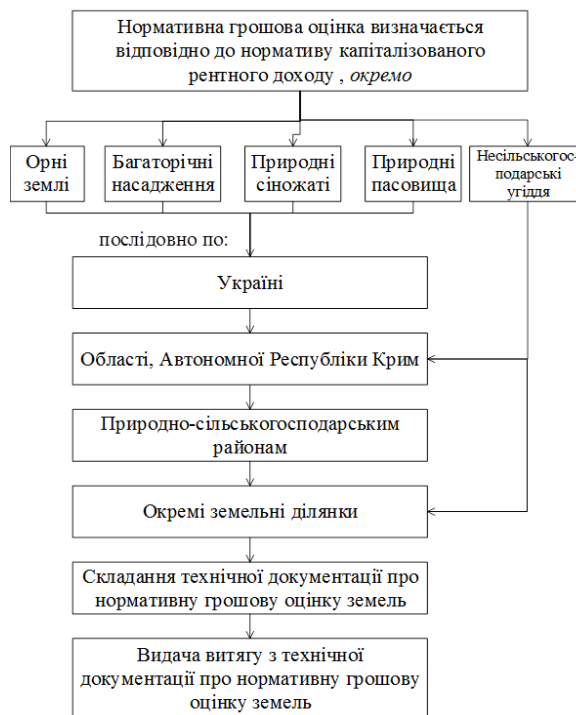 Нормативна грошова оцінка визначається
відповідно до нормативу капіталізованого
рентного доходу , окремо
Орні
землі
Багаторічні
насадження
Природні
сіножаті
Природні
пасовища
Несільськогос-
подарські
угіддя
послідовно по:
Україні
Області, Автономної Республіки Крим
Природно-сільськогосподарським
районам
Окремі земельні ділянки
Складання технічної документації про
нормативну грошову оцінку земель
Видача витягу з технічної
документації про нормативну грошову
оцінку земель